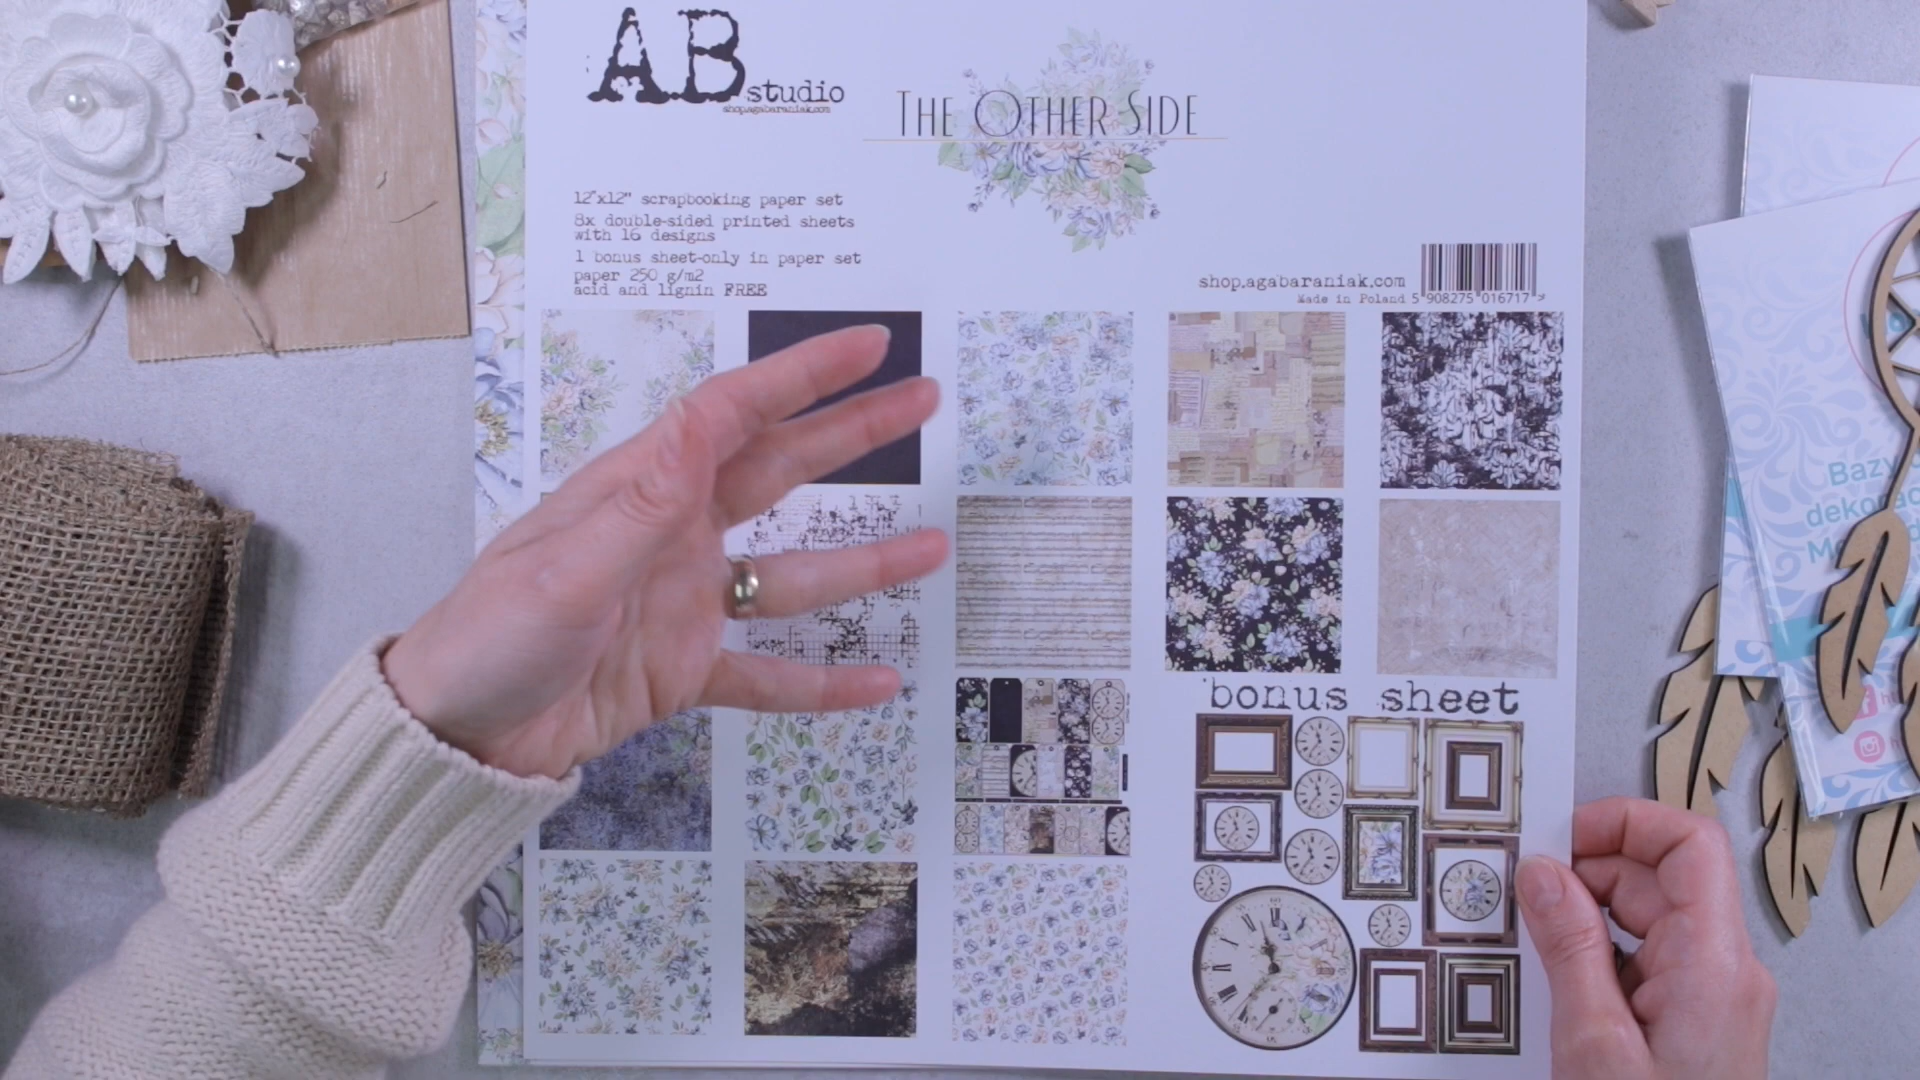 AB studio
shop.agabaraniak.com
THE OTHER SIDE
12"x12" scrapbooking paper set
8x double-sided printed sheets
with 16 designs
1 bonus sheet-only in paper set
paper 250 g/m2
acid and lignin FREE
shop.agabaraniak.com
Made in Poland 5 908275 016717
bonus sheet
Bazy